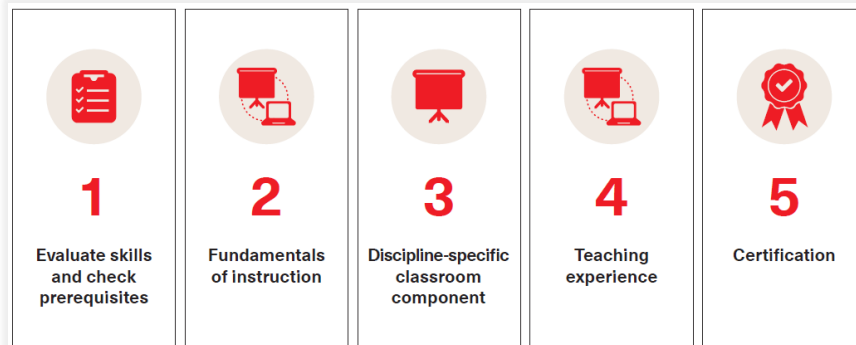 1
Evaluate skills
and check
prerequisites
2
Fundamentals
of instruction
3
Discipline-specific
classroom
component
4
Teaching
experience
5
Certification